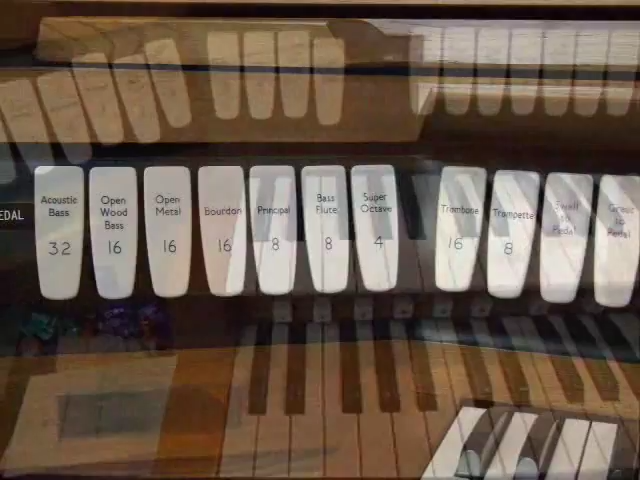 EDAL
Acoustic
Bass
32
Open
Wood
Bass
16
Open
Metal
16
Bourdon
16
Principal
8
Bass
Flute
8
Super
Octave
4
Trombone
16
Trompette
8
Swell
to
Pedal
Great
to
Pedal